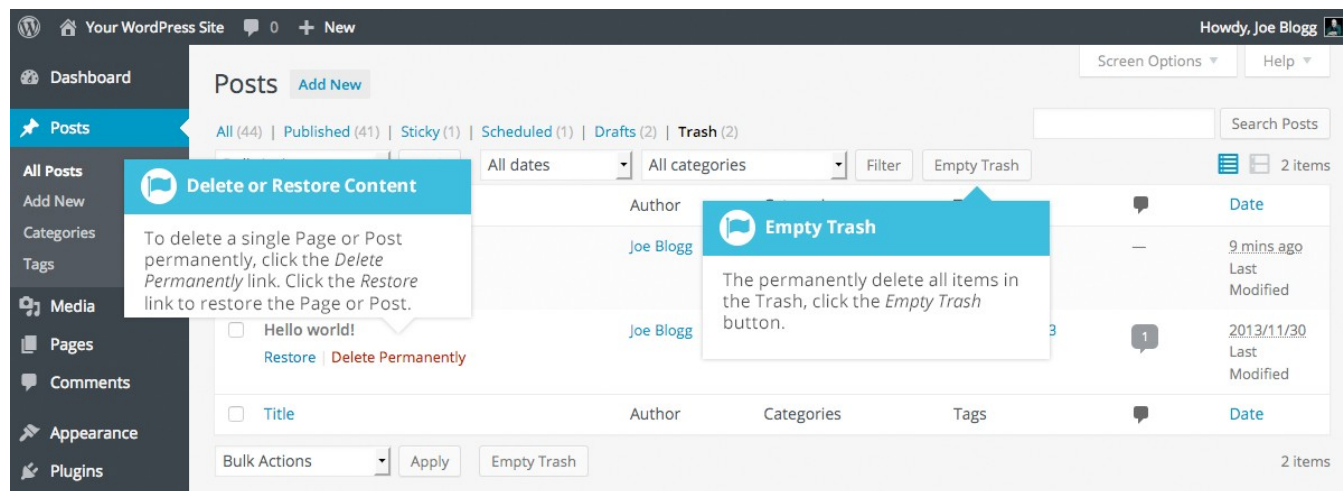 Your WordPress Site 0 + New Howdy, Joe Blogg
Dashboard
Posts
All Posts
Add New
Categories
Tags
Media
Pages
Comments
Appearance
Plugins
Posts Add New
Screen Options Help
All (44) | Published (41) | Sticky (1) | Scheduled (1) | Drafts (2) | Trash (2)
Search Posts
All dates All categories Filter Empty Trash 2 items
Delete or Restore Content
To delete a single Page or Post
permanently, click the Delete
Permanently link. Click the Restore
link to restore the Page or Post.
Author Date
Joe Blogg — 9 mins ago
Last
Modified
Empty Trash
The permanently delete all items in
the Trash, click the Empty Trash
button.
Hello world! Joe Blogg 3 1 2013/11/30
Last
Modified
Restore | Delete Permanently
Title Author Categories Tags Date
Bulk Actions Apply Empty Trash 2 items